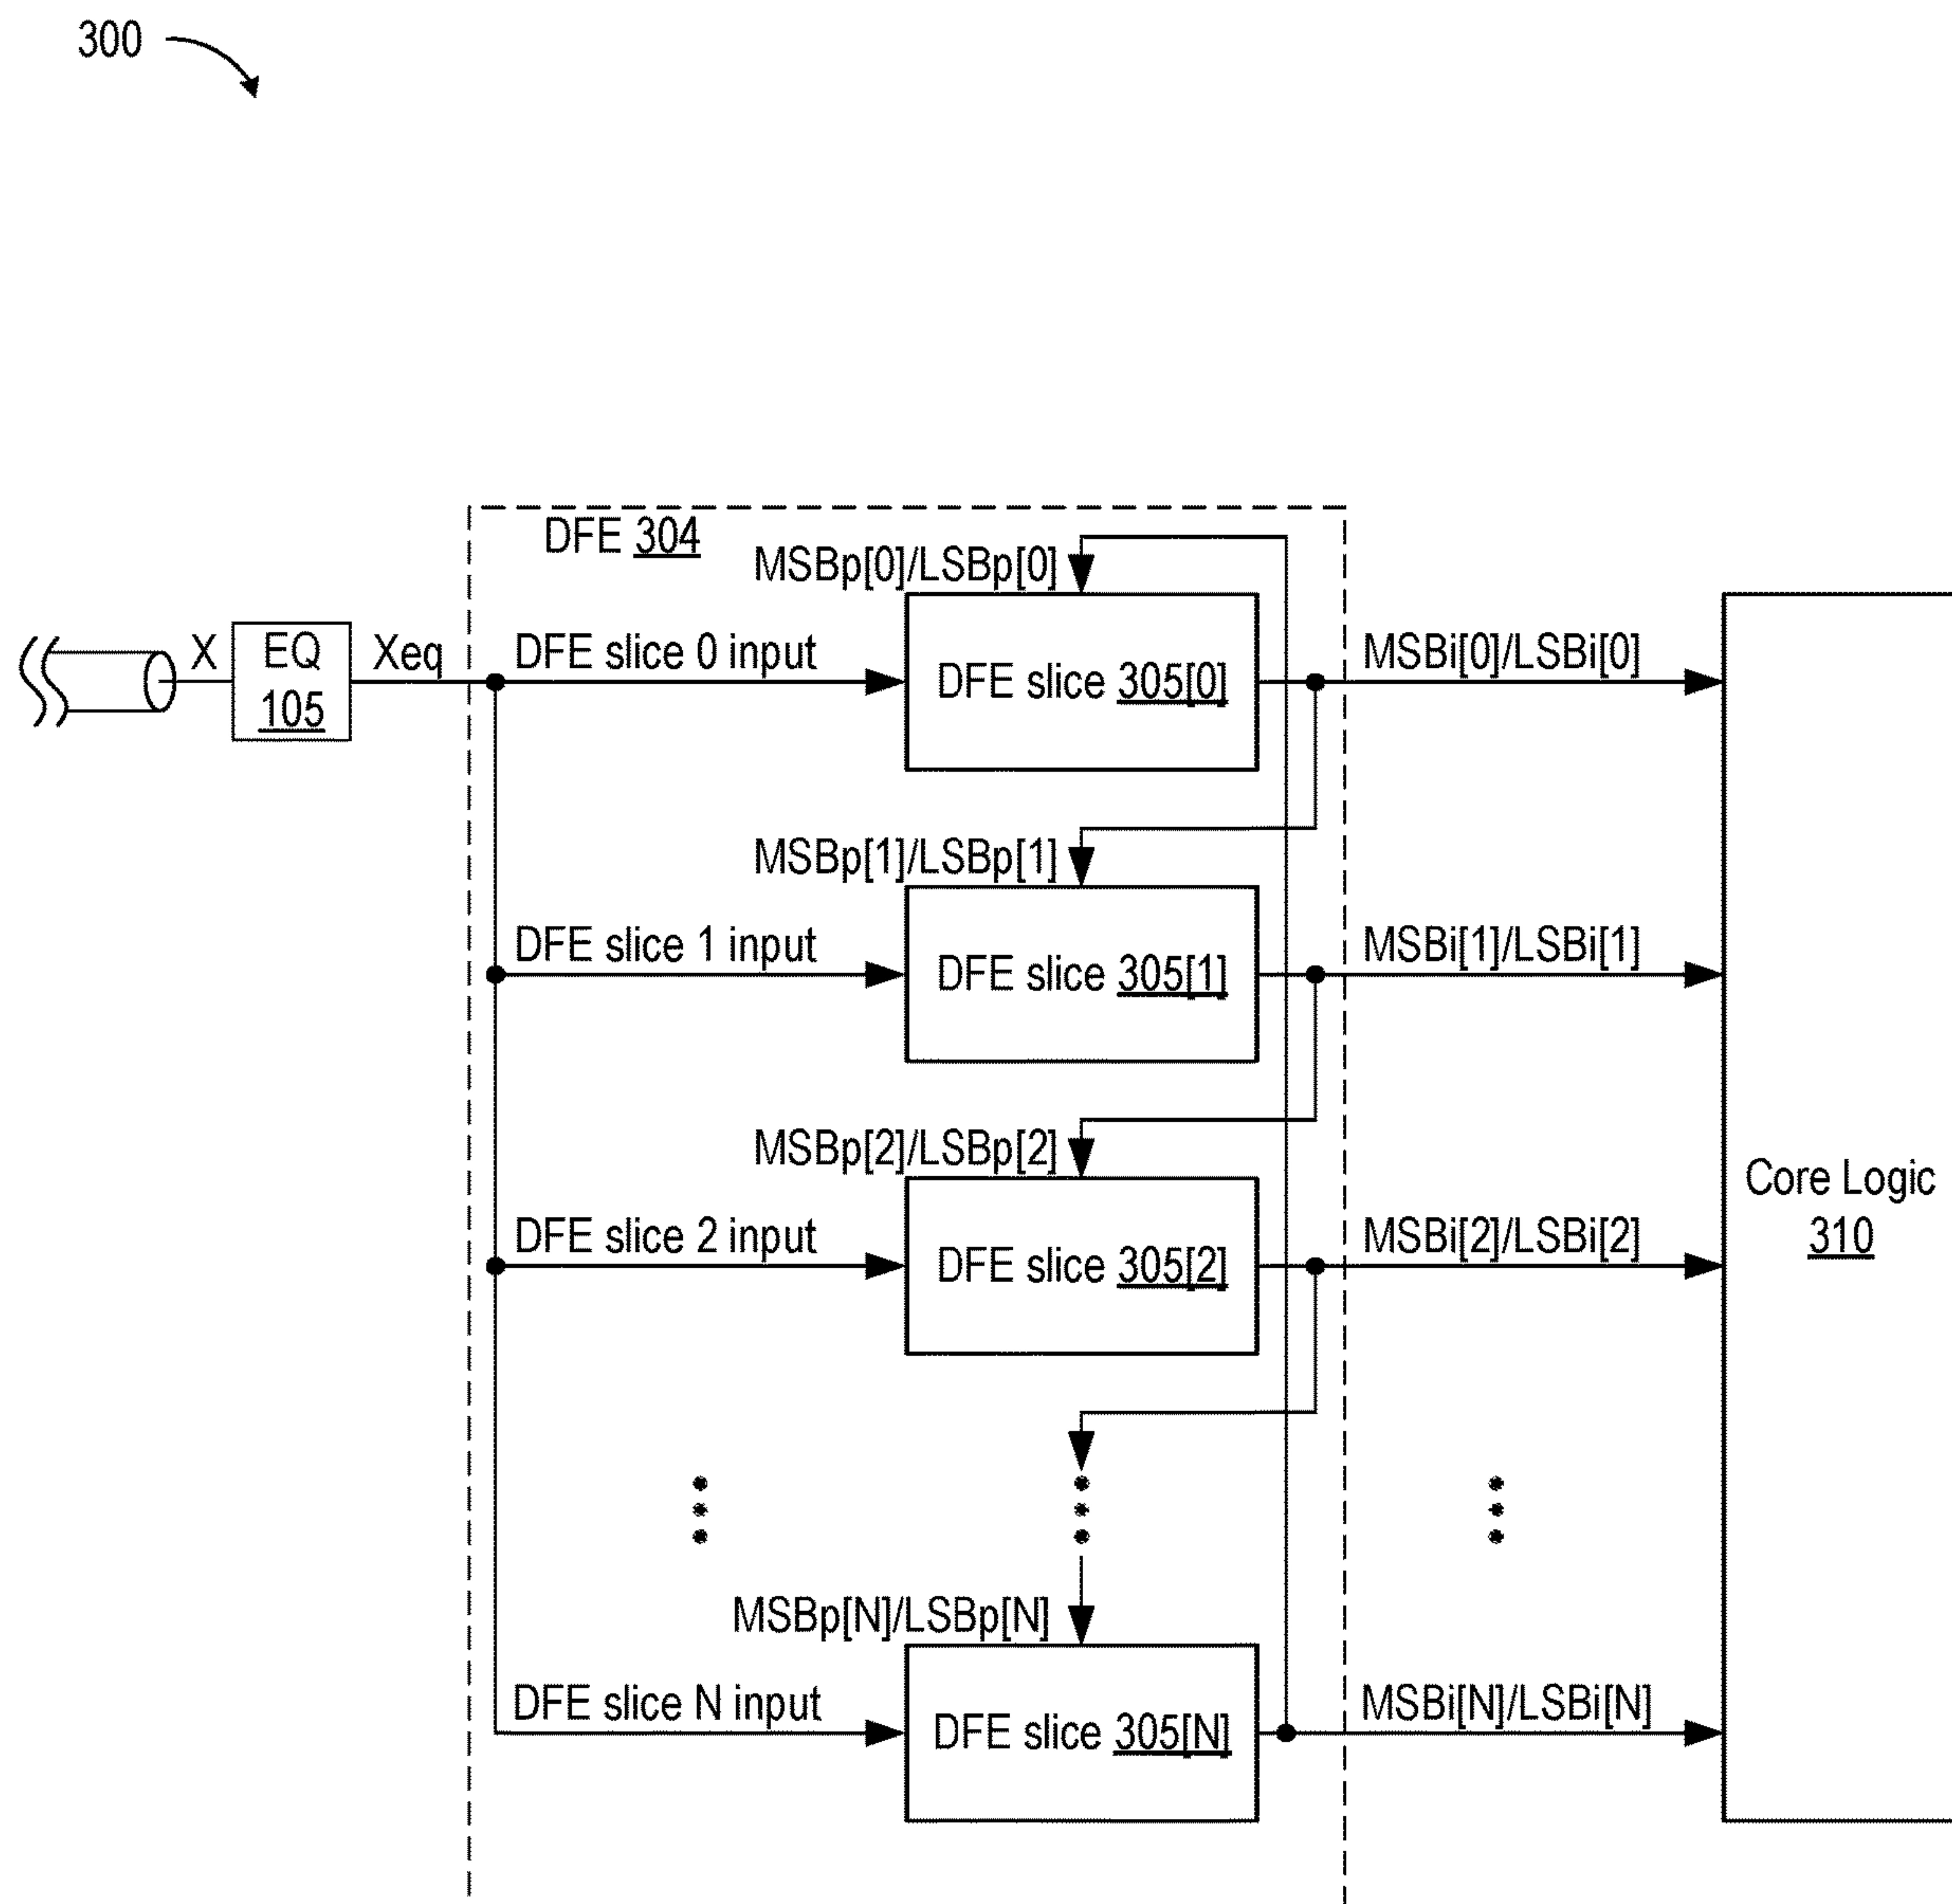 300
DFE 304
MSBp[0]/LSBp[0]
X
EQ
105
Xeq
DFE slice 0 input
DFE slice 305[0]
MSBi[0]/LSBi[0]
MSBp[1]/LSBp[1]
DFE slice 1 input
DFE slice 305[1]
MSBi[1]/LSBi[1]
MSBp[2]/LSBp[2]
DFE slice 2 input
DFE slice 305[2]
MSBi[2]/LSBi[2]
Core Logic
310
MSBp[N]/LSBp[N]
DFE slice N input
DFE slice 305[N]
MSBi[N]/LSBi[N]